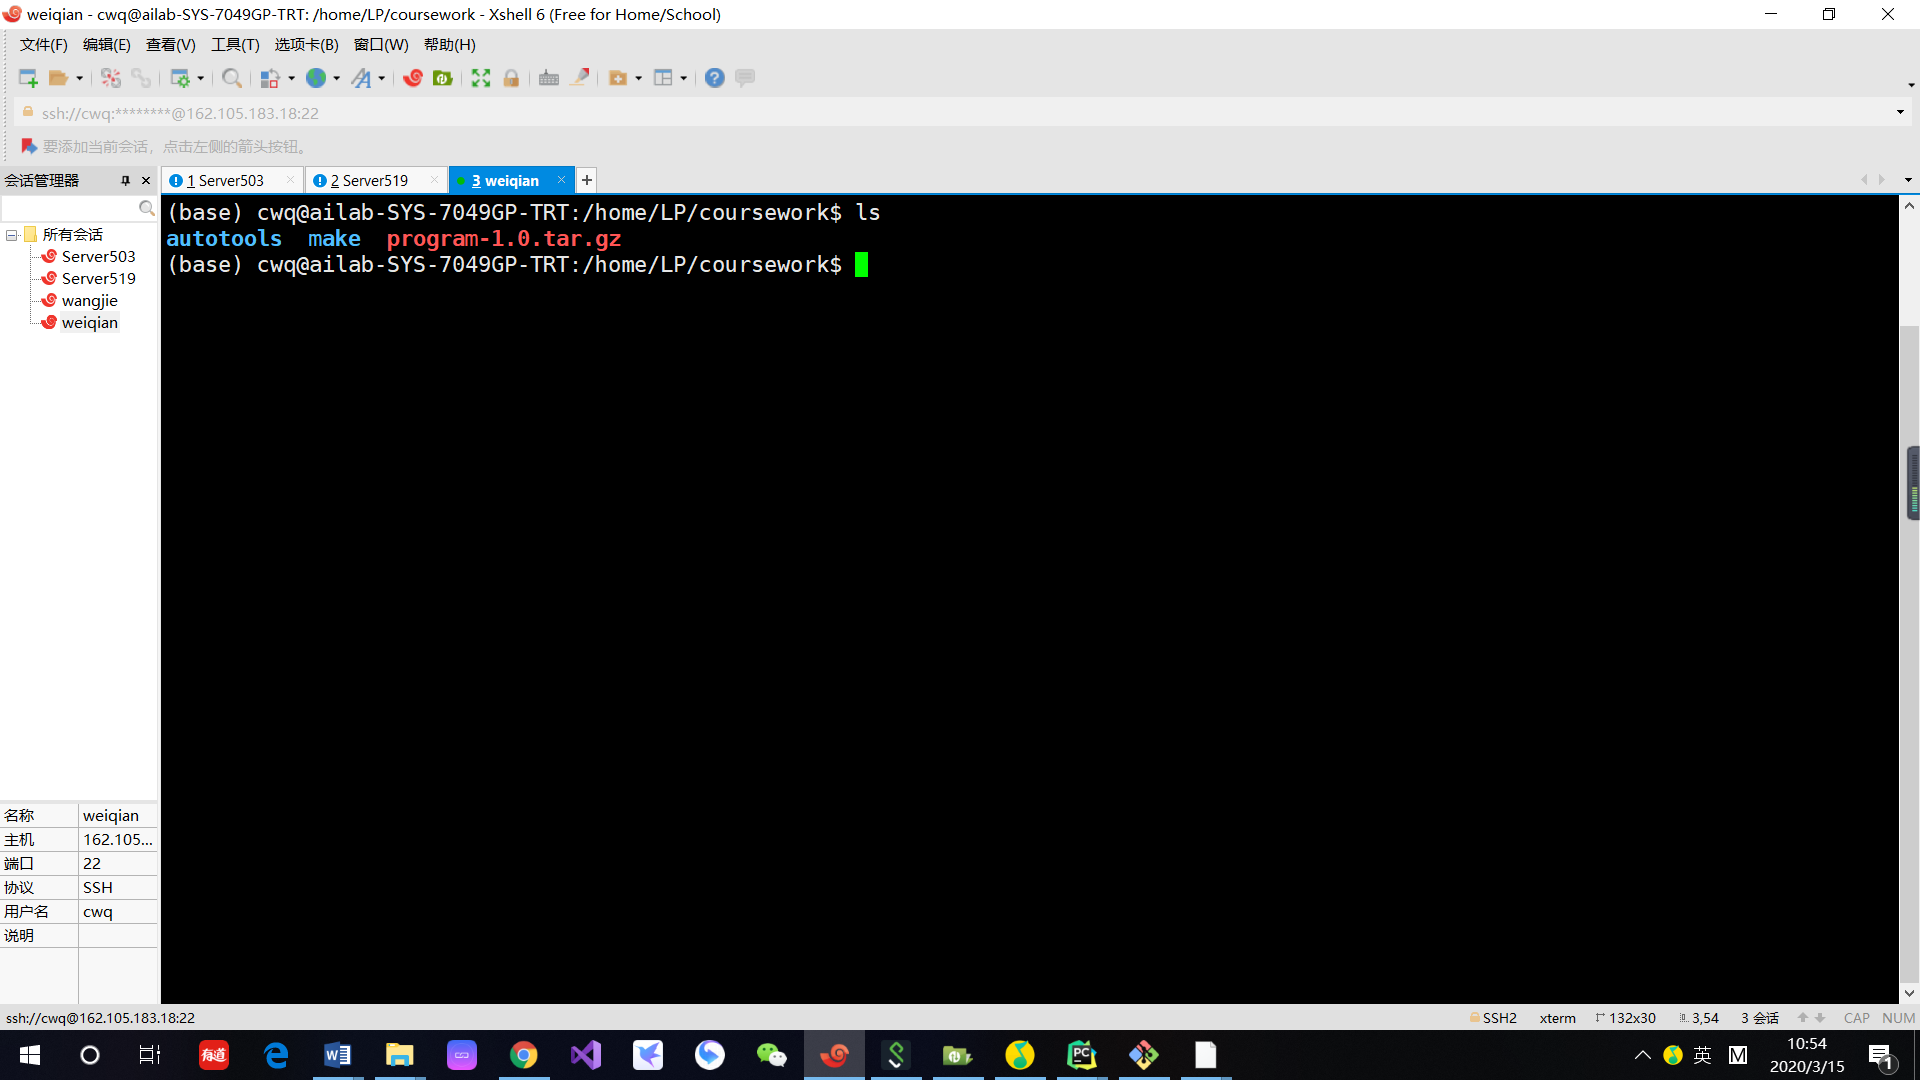 weiqian - cwq@ailab-SYS-7049GP-TRT: /home/LP/coursework - Xshell 6 (Free for Home/School)
文件(F) 编辑(E) 查看(V) 工具(T) 选项卡(B) 窗口(W) 帮助(H)
ssh://cwq:********@162.105.183.18:22
要添加当前会话，点击左侧的箭头按钮。
会话管理器
1 Server503 2 Server519 3 weiqian
所有会话
Server503
Server519
wangjie
weiqian
(base) cwq@ailab-SYS-7049GP-TRT:/home/LP/coursework$ ls
autotools make program-1.0.tar.gz
(base) cwq@ailab-SYS-7049GP-TRT:/home/LP/coursework$
名称 weiqian
主机 162.105...
端口 22
协议 SSH
用户名 cwq
说明
ssh://cwq@162.105.183.18:22 SSH2 xterm 132x30 3,54 3 会话 CAP NUM
有道 PC 英 M
10:54
2020/3/15
1